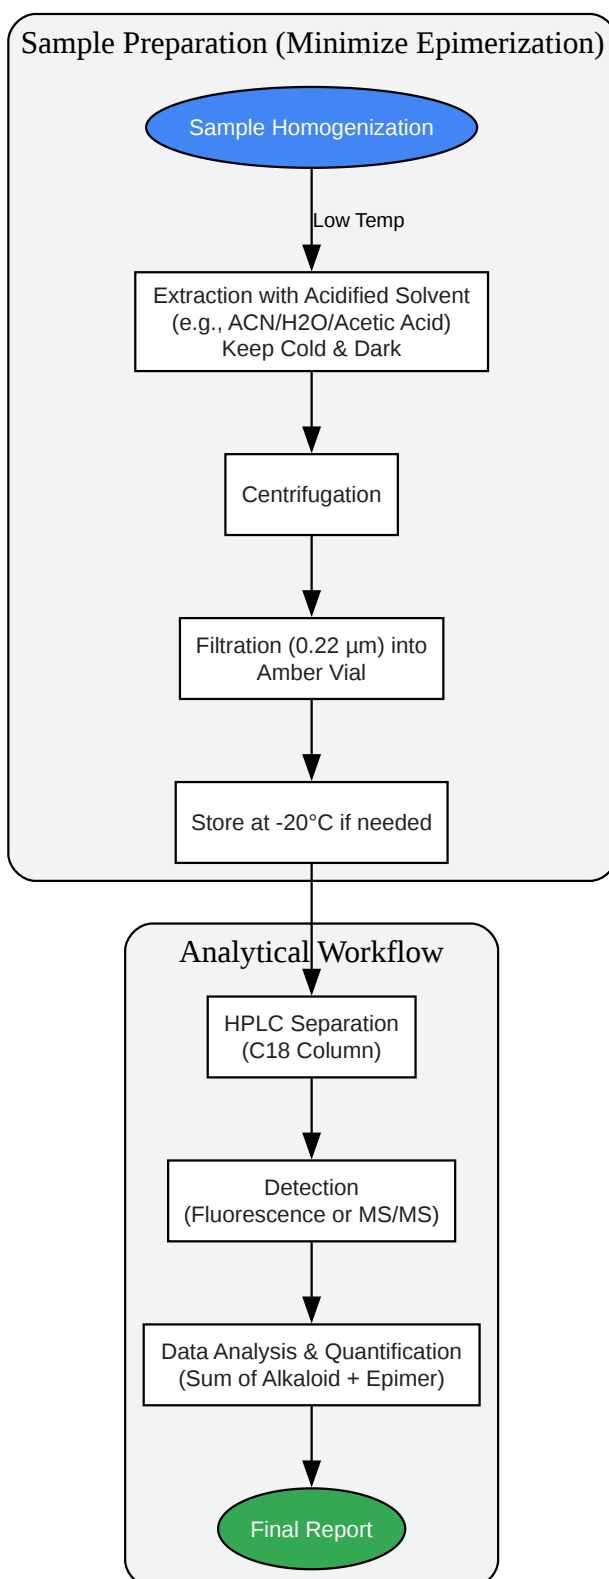 Sample Preparation (Minimize Epimerization)
Sample Homogenization
Low Temp
Extraction with Acidified Solvent
(e.g., ACN/H2O/Acetic Acid)
Keep Cold & Dark
Centrifugation
Filtration (0.22 µm) into
Amber Vial
Store at -20°C if needed
Analytical Workflow
HPLC Separation
(C18 Column)
Detection
(Fluorescence or MS/MS)
Data Analysis & Quantification
(Sum of Alkaloid + Epimer)
Final Report